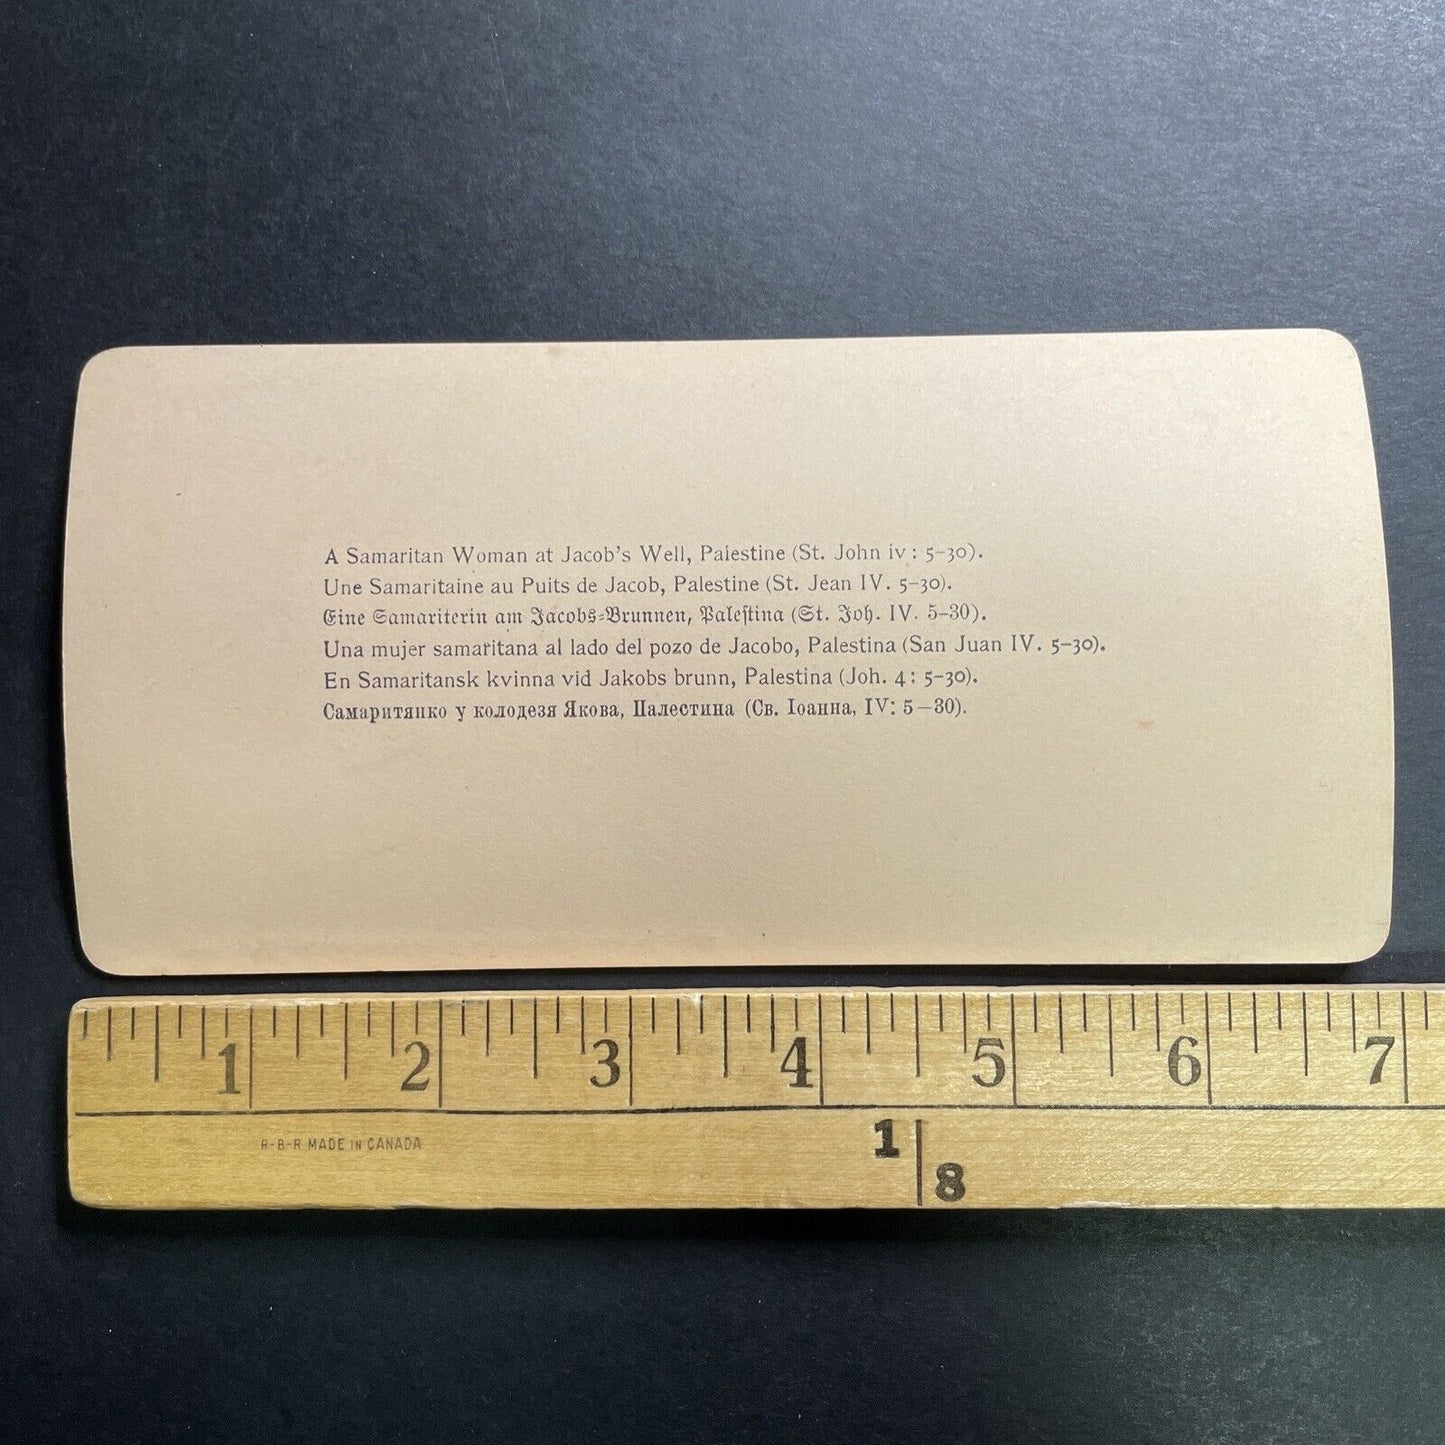 A Samaritan Woman at Jacob's Well, Palestine (St. John iv : 5-30).
Une Samaritaine au Puits de Jacob, Palestine (St. Jean IV. 5-30).
Eine Samariterin am Jacobs-Brunnen, Palestina (St. Joh. IV. 5–30).
Una mujer samaritana al lado del pozo de Jacobo, Palestina (San Juan IV. 5-30).
En Samaritansk kvinna vid Jakobs brunn, Palestina (Joh. 4 : 5-30).
Самаритянко у колодезя Якова, Палестина (Св. Іоанна, IV: 5—30).
1 2 3 4 5 6 7
R-B-R MADE IN CANADA
1 8